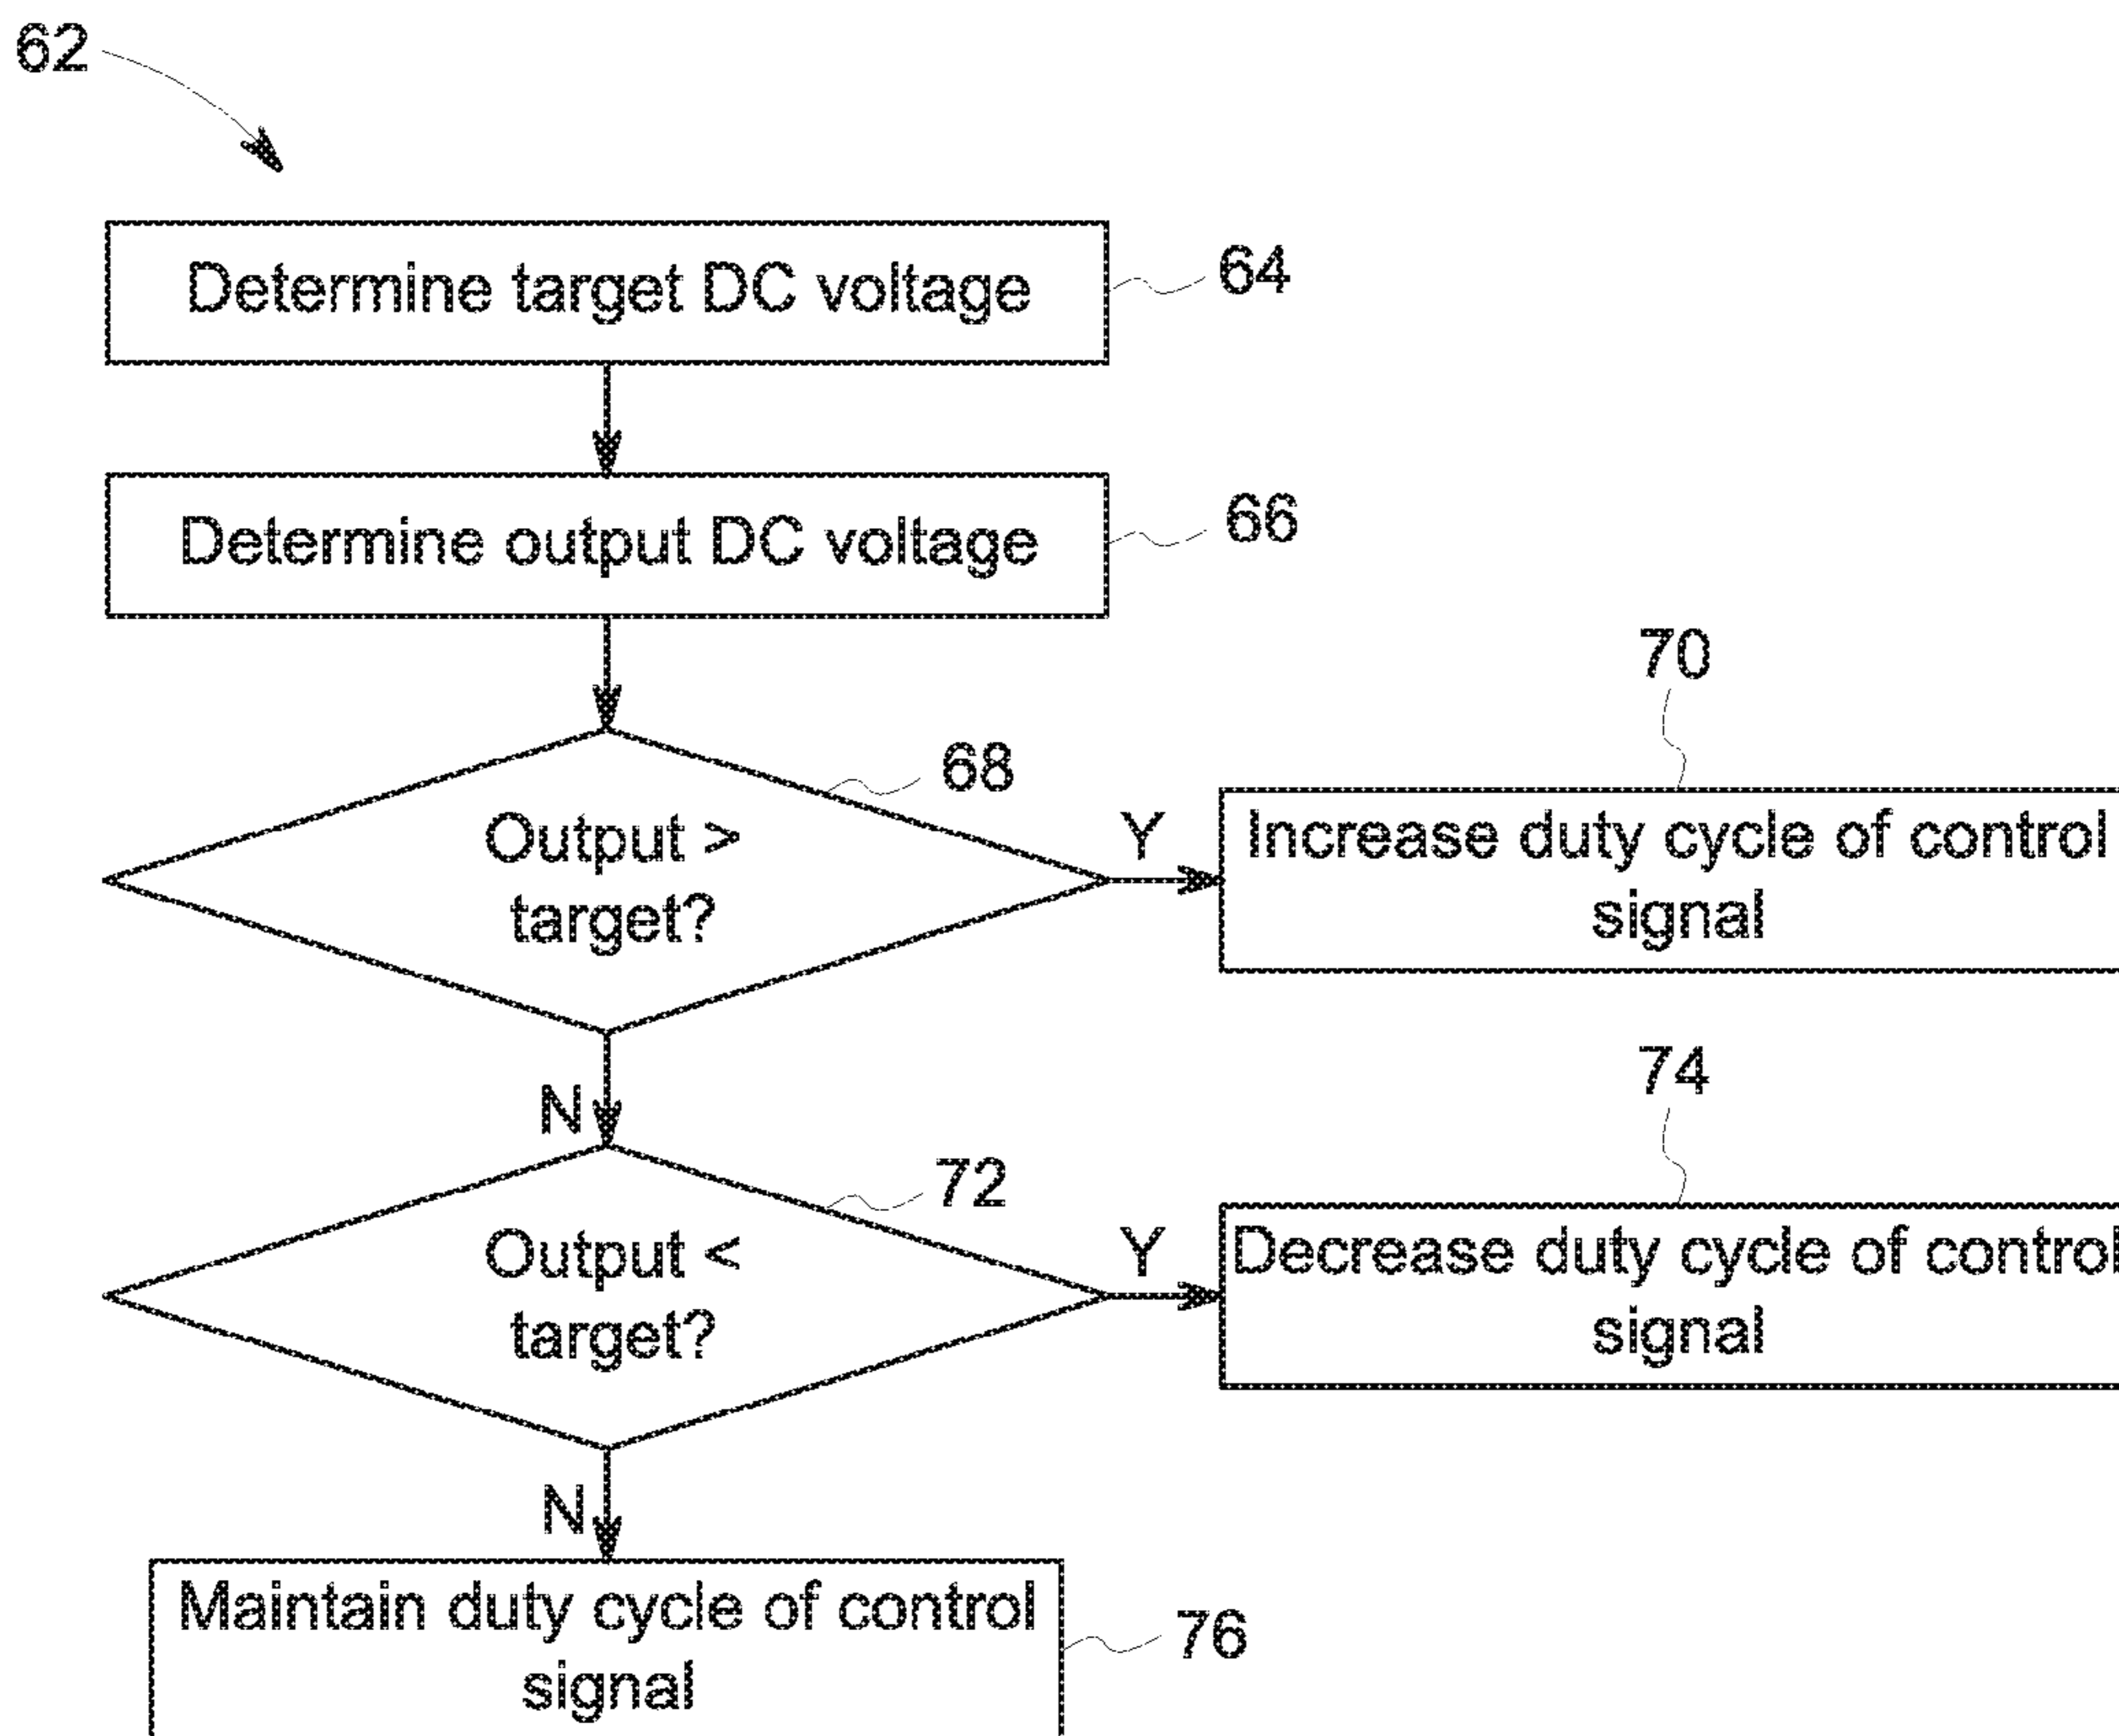 62
Determine target DC voltage
64
Determine output DC voltage
66
68
Output >
target?
Y
70
Increase duty cycle of control
signal
N
72
Output <
target?
Y
74
Decrease duty cycle of control
signal
N
Maintain duty cycle of control
signal
76